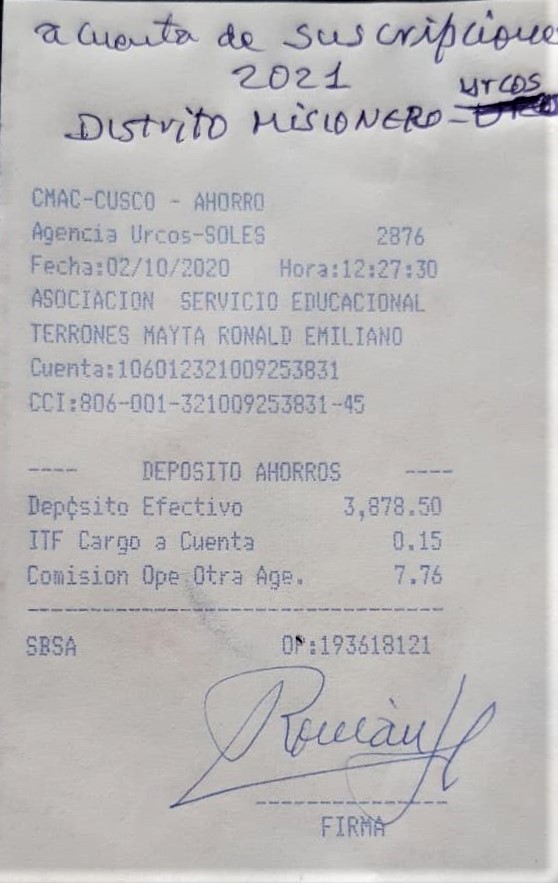 a cuenta de suscripcione
2021
DISTRITO MISIONERO - URCOS
CMAC-CUSCO - AHORRO
Agencia Urcos-SOLES 2876
Fecha:02/10/2020 Hora:12:27:30
ASOCIACION SERVICIO EDUCACIONAL
TERRONES MAYTA RONALD EMILIANO
Cuenta:106012321009253831
CCI:806-001-321009253831-45
---- DEPOSITO AHORROS ----
Depósito Efectivo 3,878.50
ITF Cargo a Cuenta 0.15
Comision Ope Otra Age. 7.76
SBSA OP:193618121
Román
FIRMA